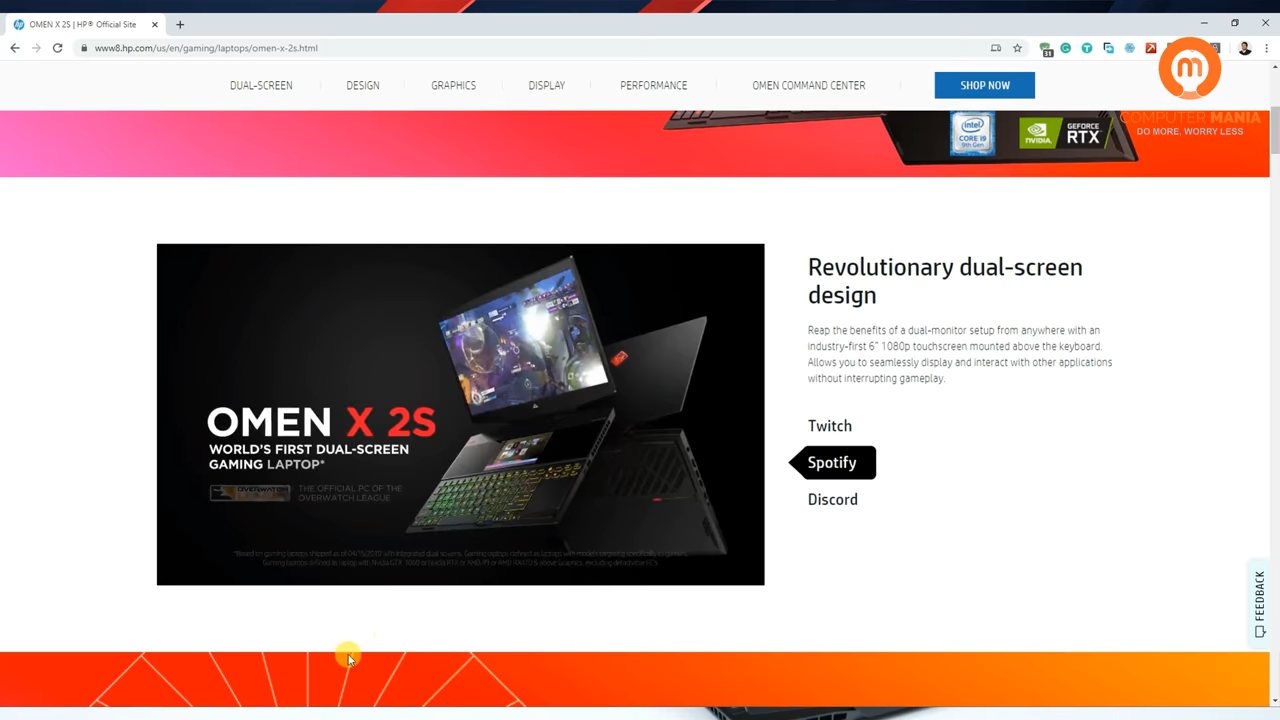 OMEN X 2S | HP® Official Site
www8.hp.com/us/en/gaming/laptops/omen-x-2s.html
31
m
COMPUTER MANIA
DO MORE, WORRY LESS
DUAL-SCREEN DESIGN GRAPHICS DISPLAY PERFORMANCE OMEN COMMAND CENTER SHOP NOW
intel
CORE i9
9th Gen
NVIDIA
GEFORCE
RTX
OMEN X 2S
WORLD'S FIRST DUAL-SCREEN
GAMING LAPTOP*
THE OFFICIAL PC OF THE
OVERWATCH LEAGUE
Revolutionary dual-screen
design
Reap the benefits of a dual-monitor setup from anywhere with an
industry-first 6" 1080p touchscreen mounted above the keyboard.
Allows you to seamlessly display and interact with other applications
without interrupting gameplay.
Twitch
Spotify
Discord
FEEDBACK